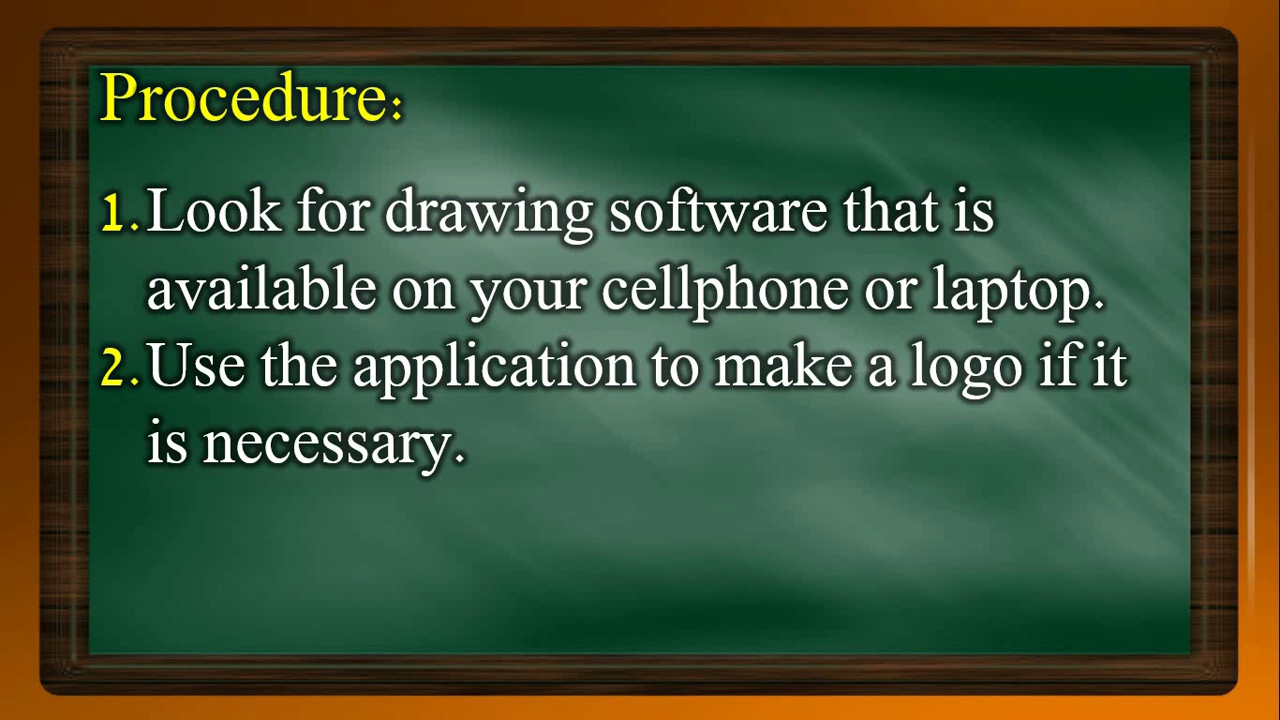 Procedure:
1. Look for drawing software that is
available on your cellphone or laptop.
2. Use the application to make a logo if it
is necessary.